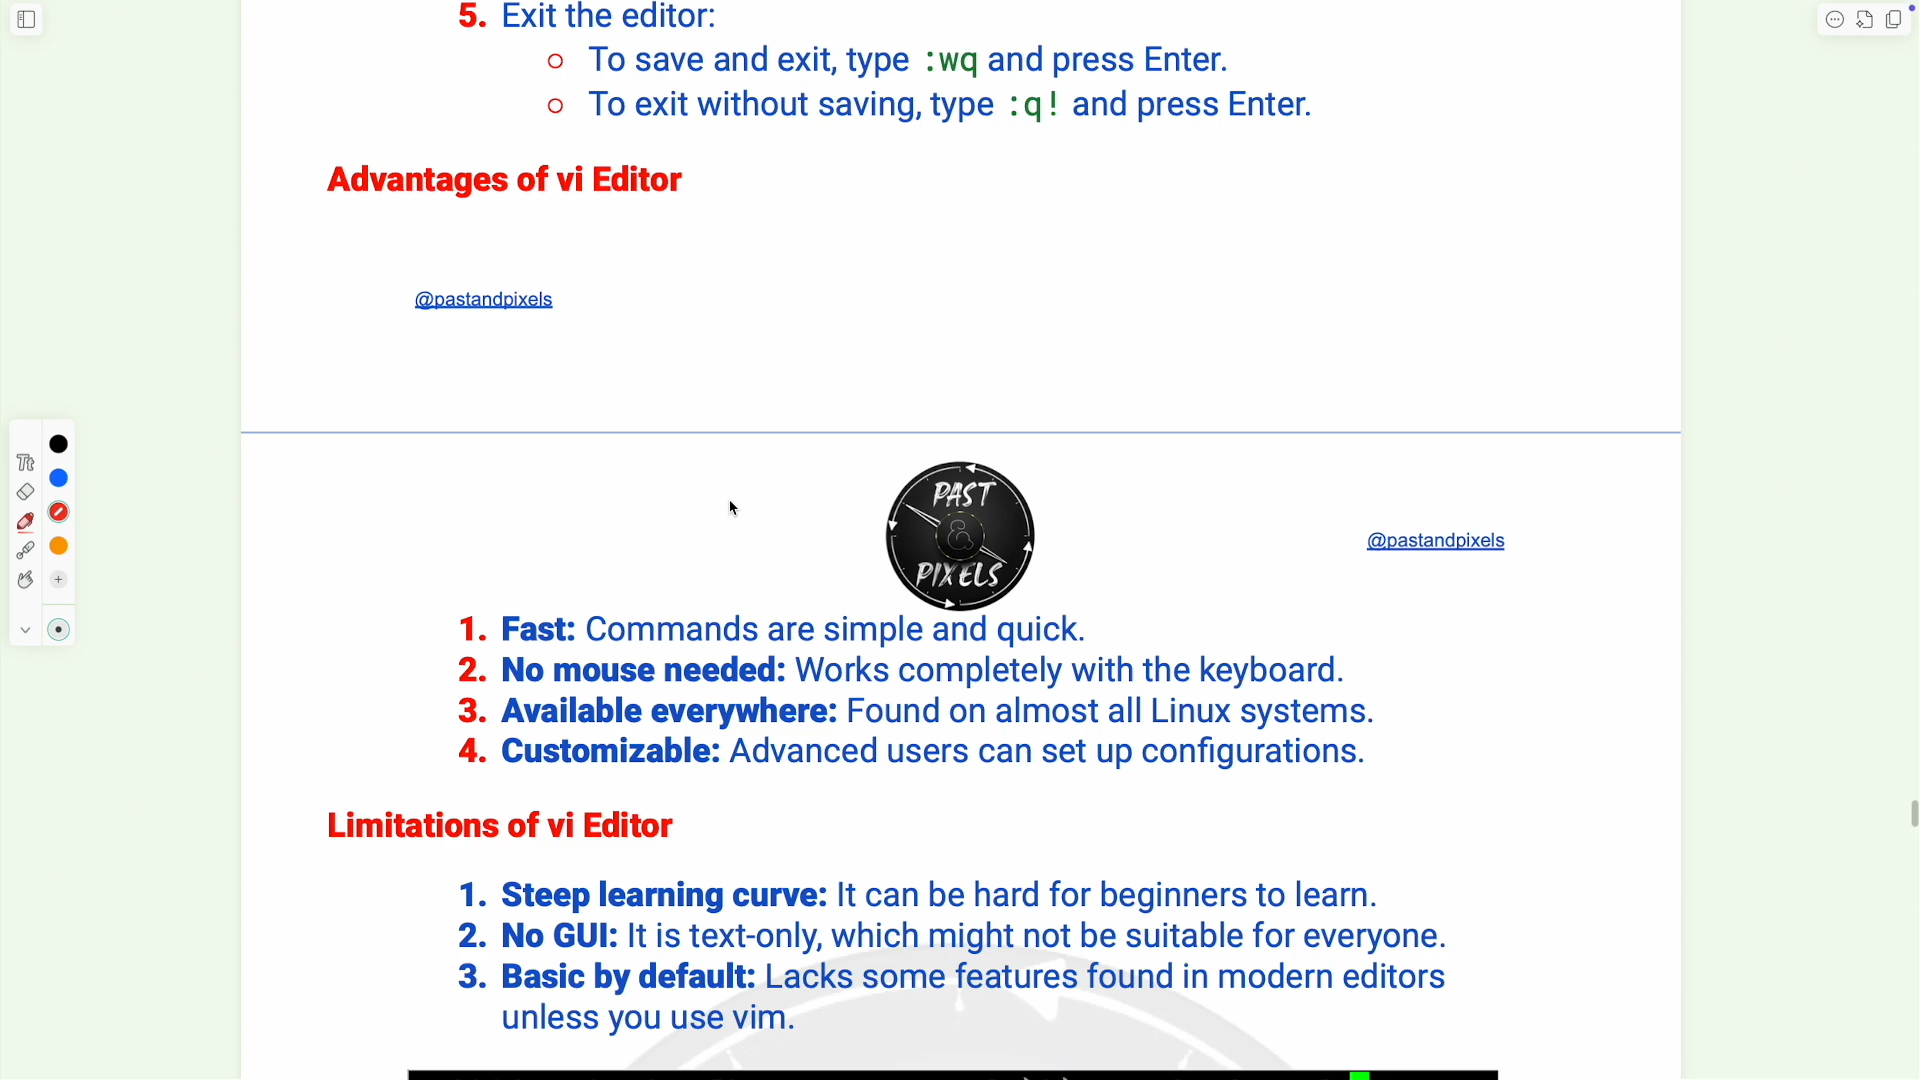 5. Exit the editor:
○ To save and exit, type :wq and press Enter.
○ To exit without saving, type :q! and press Enter.
Advantages of vi Editor
@pastandpixels
PAST
&
PIXELS
@pastandpixels
1. Fast: Commands are simple and quick.
2. No mouse needed: Works completely with the keyboard.
3. Available everywhere: Found on almost all Linux systems.
4. Customizable: Advanced users can set up configurations.
Limitations of vi Editor
1. Steep learning curve: It can be hard for beginners to learn.
2. No GUI: It is text-only, which might not be suitable for everyone.
3. Basic by default: Lacks some features found in modern editors
unless you use vim.
Tt